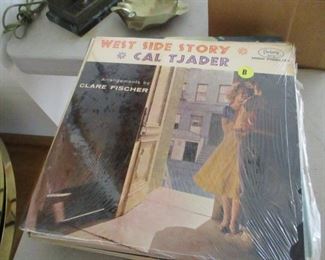 WEST SIDE STORY
CAL TJADER
B
Arrangements by
CLARE FISCHER